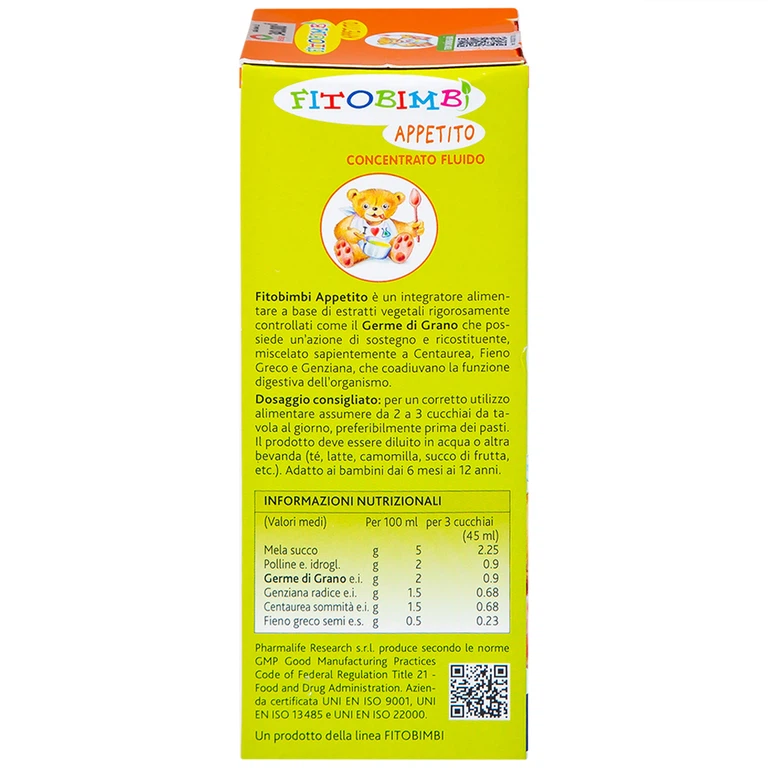 FITOBIMBI
APPETITO
FITOBIMBI
APPETITO
CONCENTRATO FLUIDO
I ♥
Fitobimbi Appetito è un integratore alimen-
tare a base di estratti vegetali rigorosamente
controllati come il Germe di Grano che pos-
siede un'azione di sostegno e ricostituente,
miscelato sapientemente a Centaurea, Fieno
Greco e Genziana, che coadiuvano la funzione
digestiva dell'organismo.
Dosaggio consigliato: per un corretto utilizzo
alimentare assumere da 2 a 3 cucchiai da ta-
vola al giorno, preferibilmente prima dei pasti.
Il prodotto deve essere diluito in acqua o altra
bevanda (té, latte, camomilla, succo di frutta,
etc.). Adatto ai bambini dai 6 mesi ai 12 anni.
INFORMAZIONI NUTRIZIONALI
(Valori medi) Per 100 ml per 3 cucchiai
(45 ml)
Mela succo g 5 2.25
Polline e. idrogl. g 2 0.9
Germe di Grano e.i. g 2 0.9
Genziana radice e.i. g 1.5 0.68
Centaurea sommità e.i. g 1.5 0.68
Fieno greco semi e.s. g 0.5 0.23
Pharmalife Research s.r.l. produce secondo le norme
GMP Good Manufacturing Practices
Code of Federal Regulation Title 21 -
Food and Drug Administration. Azien-
da certificata UNI EN ISO 9001, UNI
EN ISO 13485 e UNI EN ISO 22000.
Un prodotto della linea FITOBIMBI